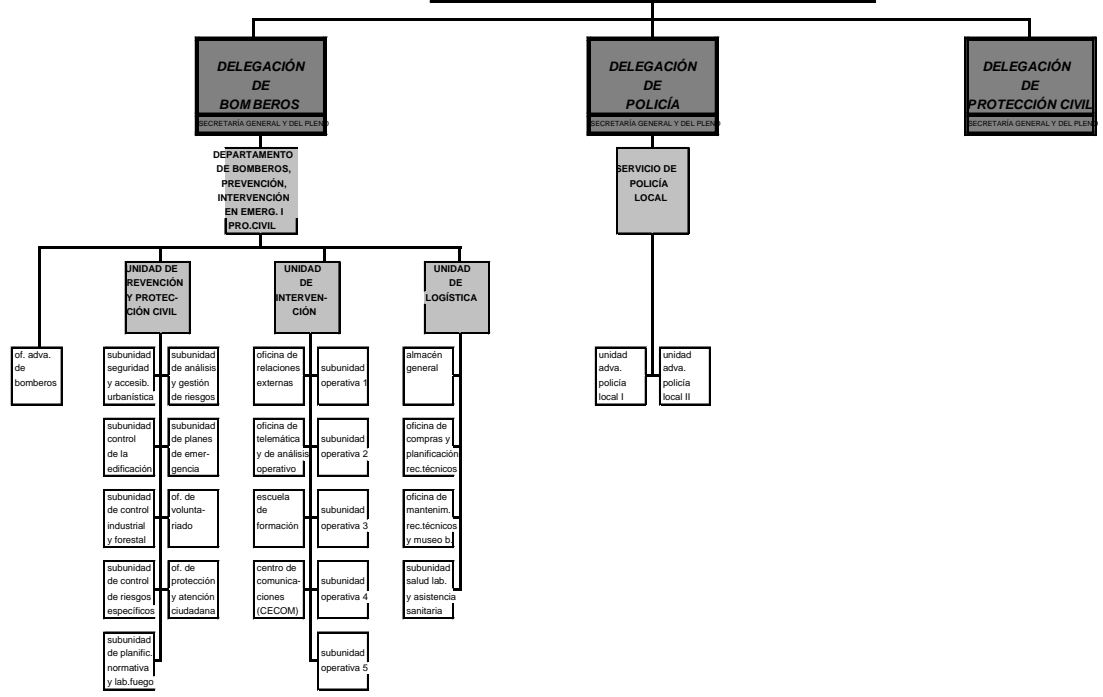 DELEGACIÓN
DE
BOMBEROS
SECRETARÍA GENERAL Y DEL PLENO
DELEGACIÓN
DE
POLICÍA
SECRETARÍA GENERAL Y DEL PLENO
DELEGACIÓN
DE
PROTECCIÓN CIVIL
SECRETARÍA GENERAL Y DEL PLENO
DEPARTAMENTO
DE BOMBEROS,
PREVENCIÓN,
INTERVENCIÓN
EN EMERG. I
PRO.CIVIL
SERVICIO DE
POLICÍA
LOCAL
UNIDAD DE
REVENCIÓN
Y PROTEC-
CIÓN CIVIL
UNIDAD
DE
INTERVEN-
CIÓN
UNIDAD
DE
LOGÍSTICA
of. adva.
de
bomberos
subunidad
seguridad
y accesib.
urbanística
subunidad
de análisis
y gestión
de riesgos
oficina de
relaciones
externas
subunidad
operativa 1
almacén
general
unidad
adva.
policía
local I
unidad
adva.
policía
local II
subunidad
control
de la
edificación
subunidad
de planes
de emer-
gencia
oficina de
telemática
y de análisis
operativo
subunidad
operativa 2
oficina de
compras y
planificación
rec.técnicos
subunidad
de control
industrial
y forestal
of. de
volunta-
riado
escuela
de
formación
subunidad
operativa 3
oficina de
mantenim.
rec.técnicos
y museo b.
subunidad
de control
de riesgos
específicos
of. de
protección
y atención
ciudadana
centro de
comunica-
ciones
(CECOM)
subunidad
operativa 4
subunidad
salud lab.
y asistencia
sanitaria
subunidad
de planific.
normativa
y lab.fuego
subunidad
operativa 5